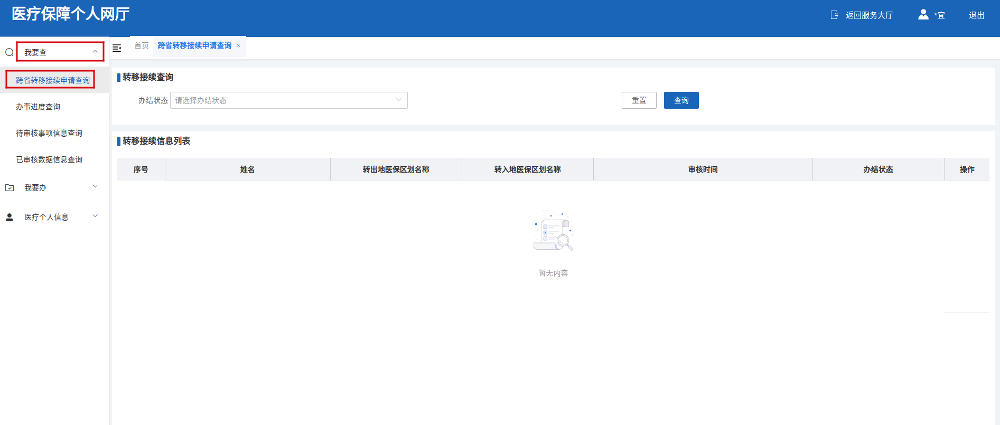 医疗保障个人网厅
返回服务大厅
*宜
退出
我要查
跨省转移接续申请查询
办事进度查询
待审核事项信息查询
已审核数据信息查询
我要办
医疗个人信息
首页 跨省转移接续申请查询 ×
转移接续查询
办结状态 请选择办结状态
重置 查询
转移接续信息列表
序号 姓名 转出地医保区划名称 转入地医保区划名称 审核时间 办结状态 操作
暂无内容